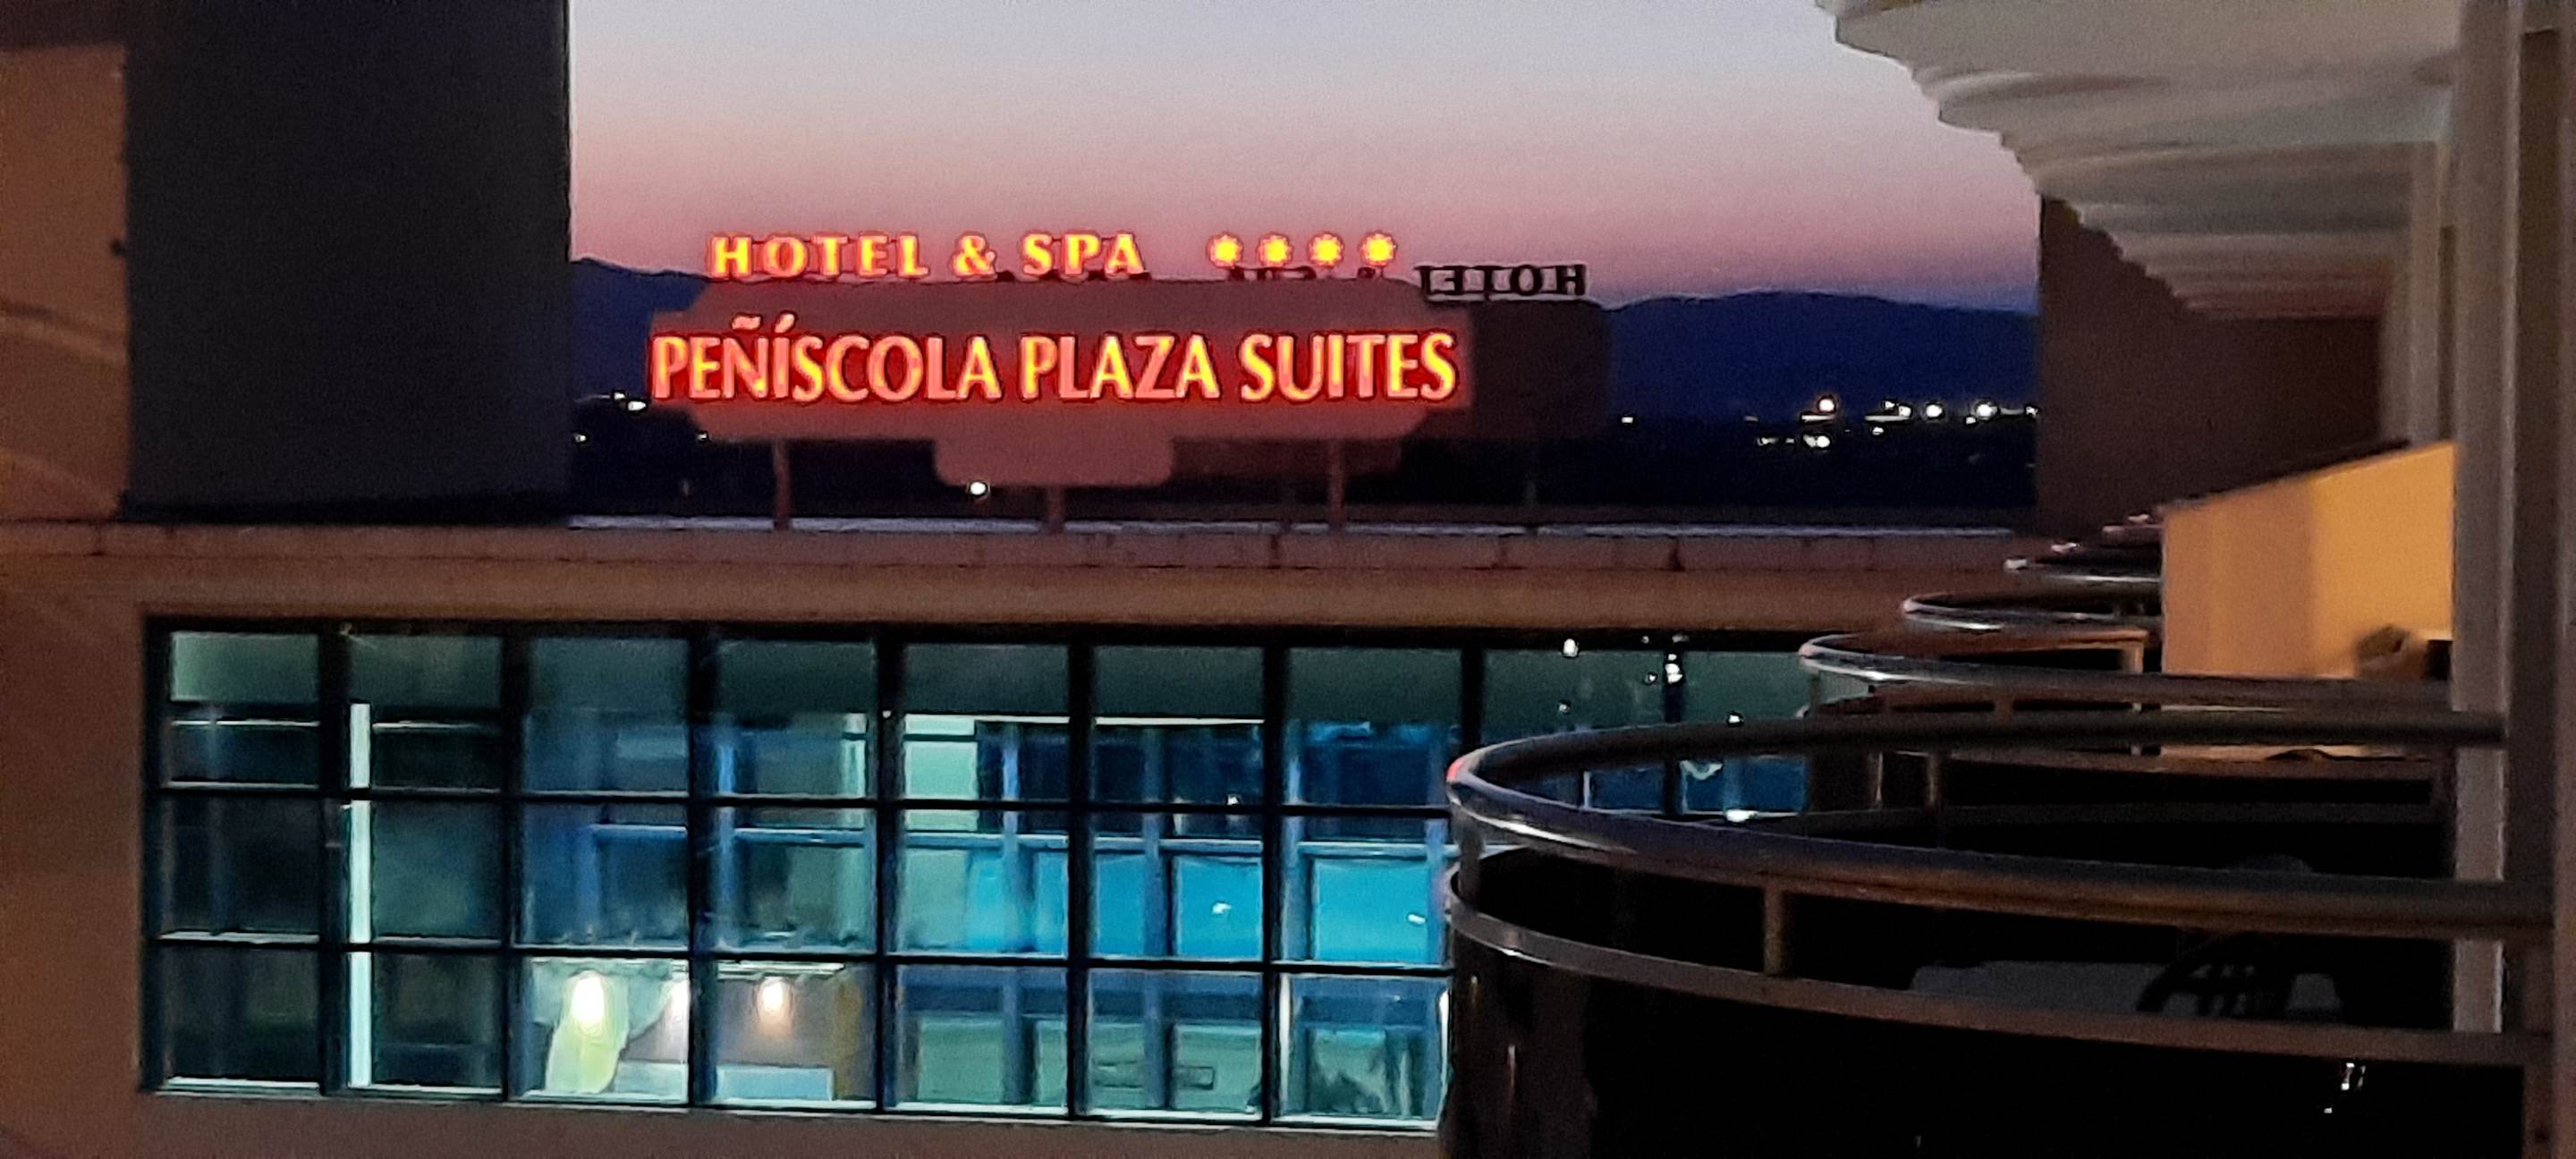 HOTEL & SPA ****
PEÑÍSCOLA PLAZA SUITES
HOTEL